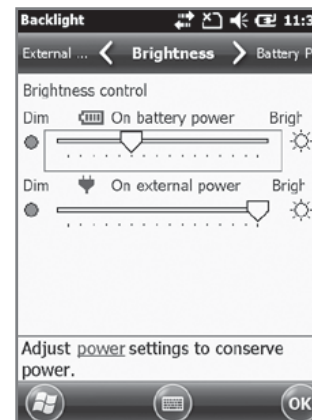 Backlight 11:3
External ... Brightness Battery P
Brightness control
Dim On battery power Brigh
Dim On external power Brigh
Adjust power settings to conserve
power.
OK